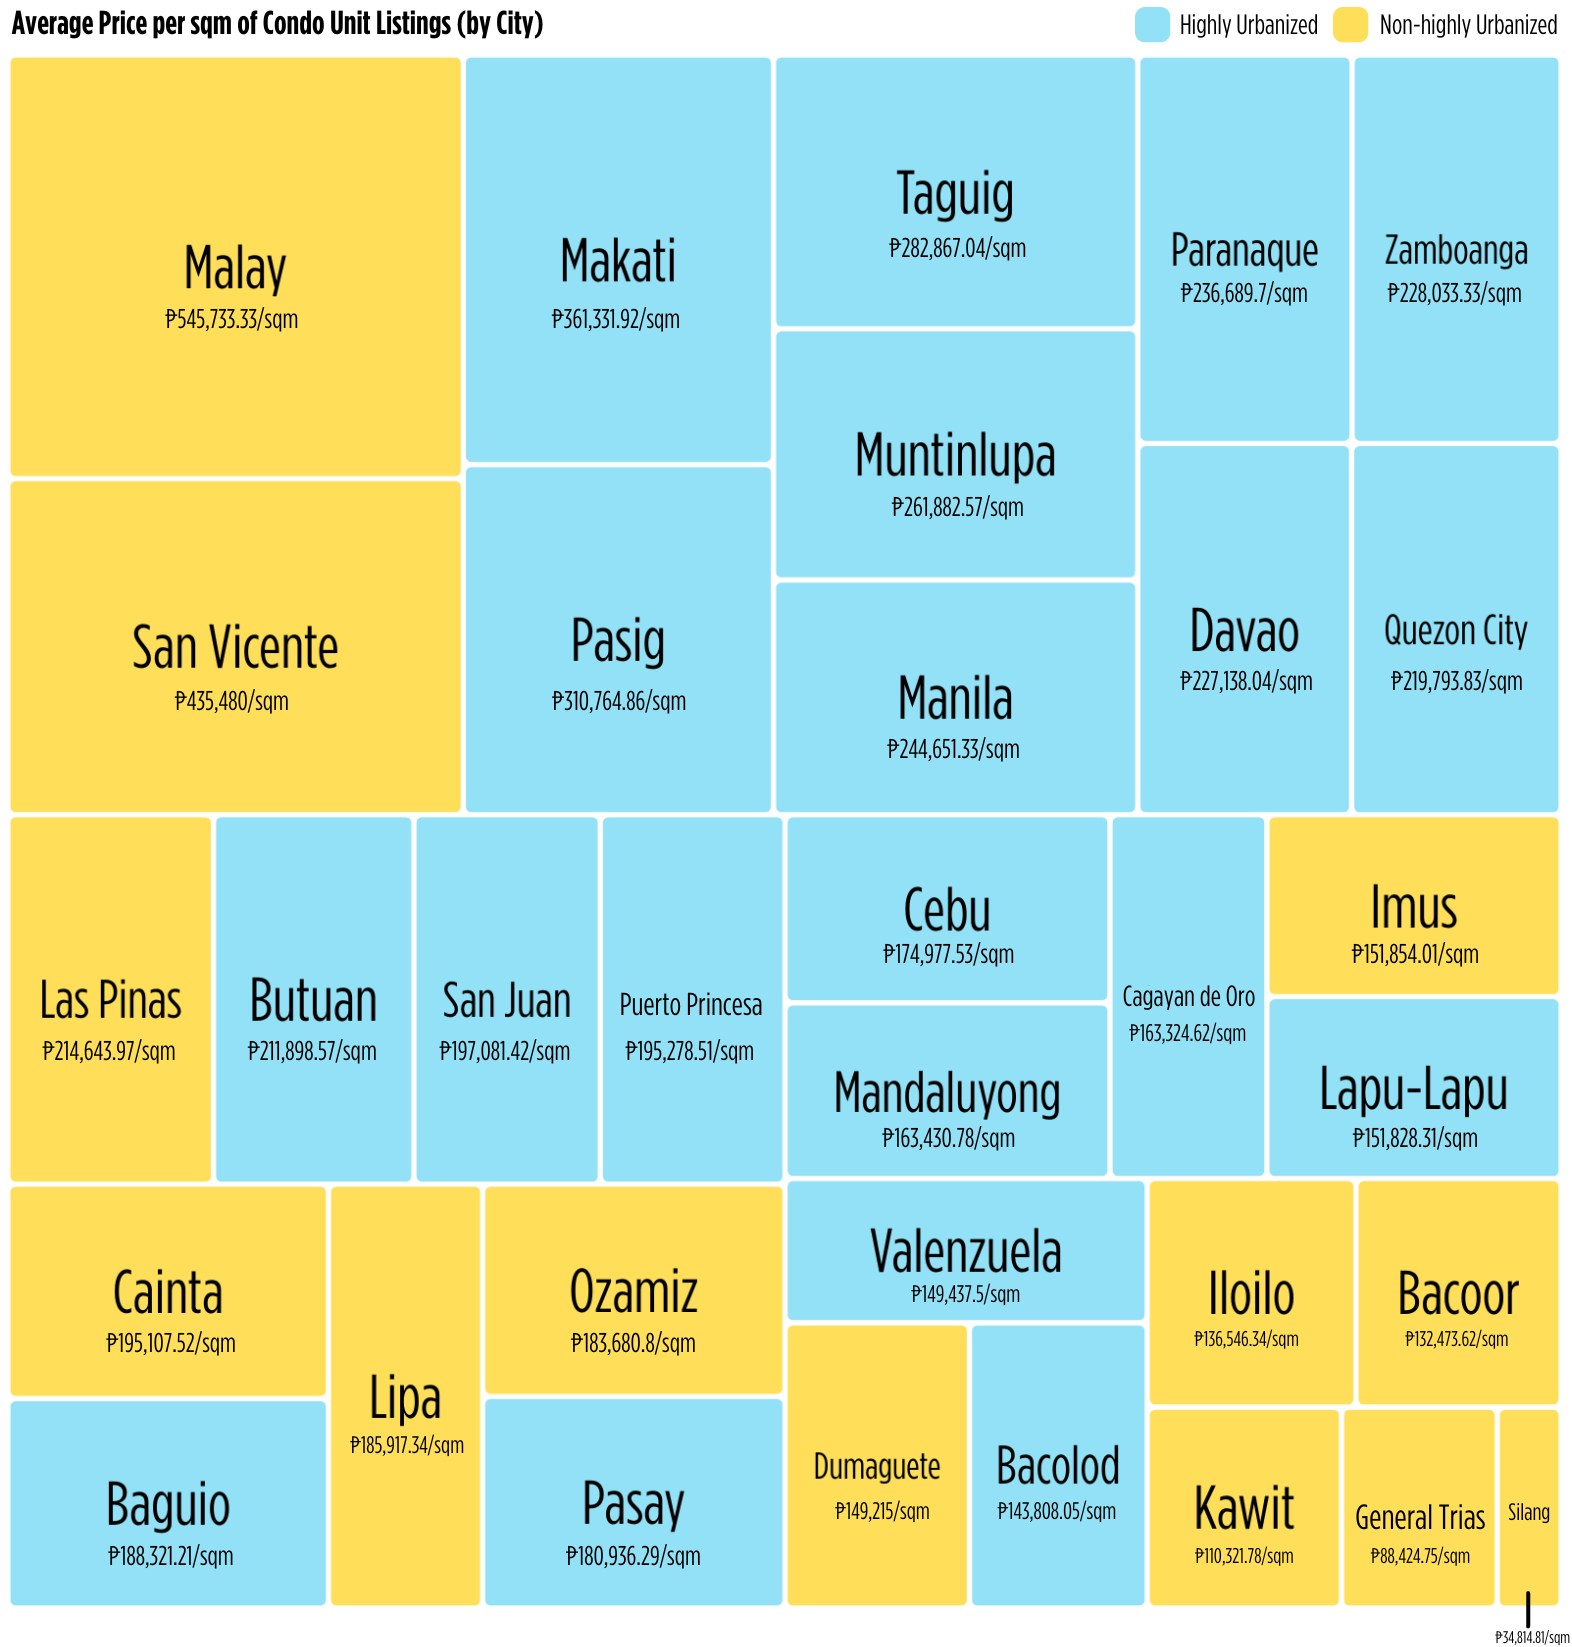 Average Price per sqm of Condo Unit Listings (by City)
Highly Urbanized
Non-highly Urbanized
Malay
₱545,733.33/sqm
Makati
₱361,331.92/sqm
Taguig
₱282,867.04/sqm
Paranaque
₱236,689.7/sqm
Zamboanga
₱228,033.33/sqm
Muntinlupa
₱261,882.57/sqm
San Vicente
₱435,480/sqm
Pasig
₱310,764.86/sqm
Manila
₱244,651.33/sqm
Davao
₱227,138.04/sqm
Quezon City
₱219,793.83/sqm
Las Pinas
₱214,643.97/sqm
Butuan
₱211,898.57/sqm
San Juan
₱197,081.42/sqm
Puerto Princesa
₱195,278.51/sqm
Cebu
₱174,977.53/sqm
Mandaluyong
₱163,430.78/sqm
Cagayan de Oro
₱163,324.62/sqm
Imus
₱151,854.01/sqm
Lapu-Lapu
₱151,828.31/sqm
Cainta
₱195,107.52/sqm
Baguio
₱188,321.21/sqm
Lipa
₱185,917.34/sqm
Ozamiz
₱183,680.8/sqm
Pasay
₱180,936.29/sqm
Valenzuela
₱149,437.5/sqm
Dumaguete
₱149,215/sqm
Bacolod
₱143,808.05/sqm
Iloilo
₱136,546.34/sqm
Bacoor
₱132,473.62/sqm
Kawit
₱110,321.78/sqm
General Trias
₱88,424.75/sqm
Silang
₱34,814.81/sqm